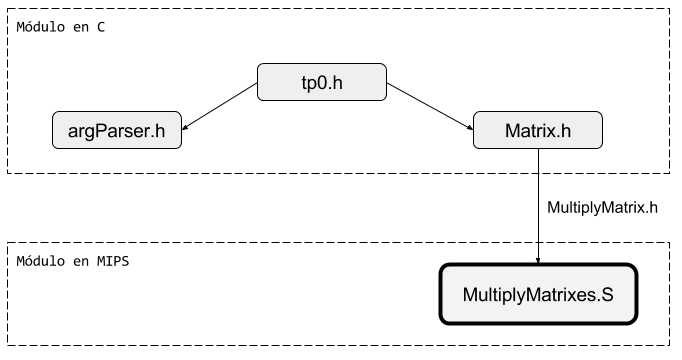 Módulo en C
tp0.h
argParser.h
Matrix.h
MultiplyMatrix.h
Módulo en MIPS
MultiplyMatrixes.S